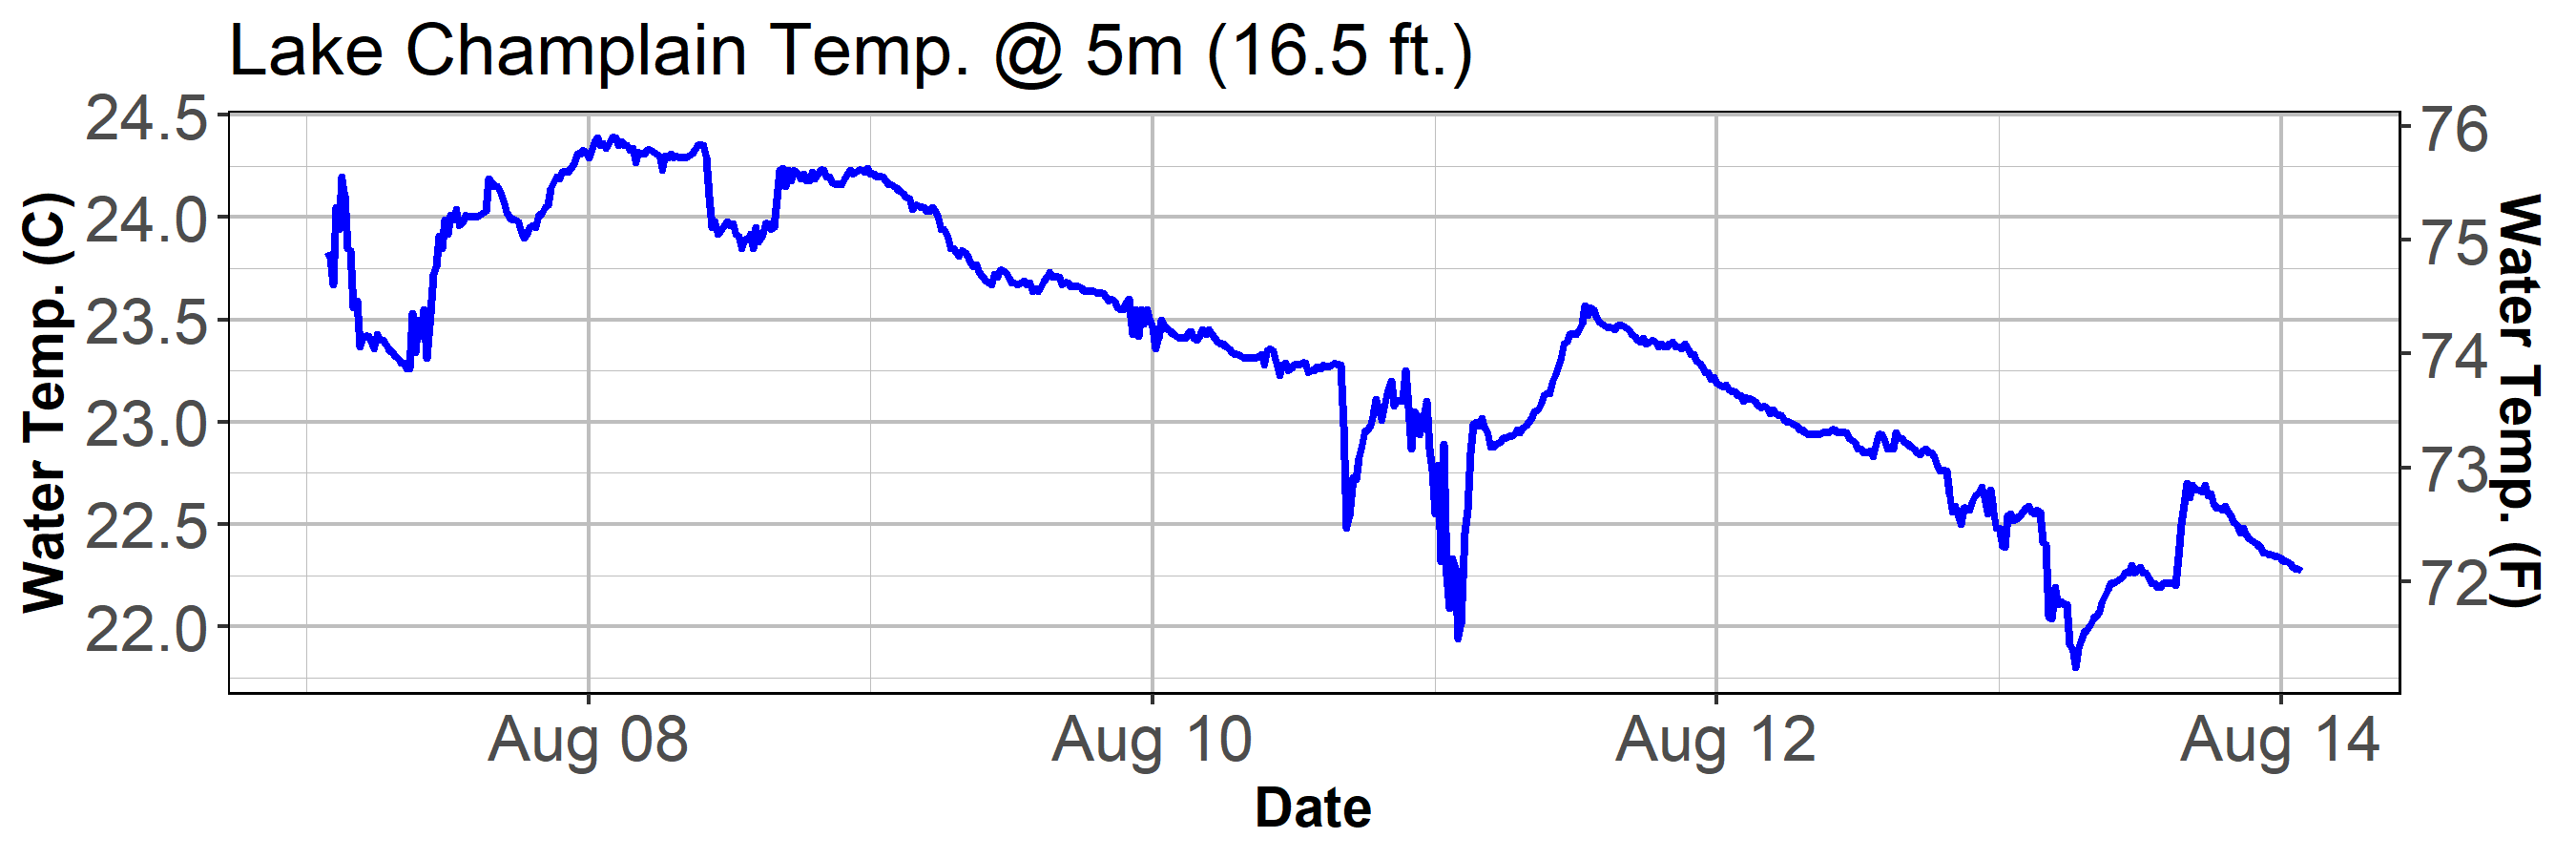 Lake Champlain Temp. @ 5m (16.5 ft.)
Water Temp. (C)
24.5
24.0
23.5
23.0
22.5
22.0
76
75
74
73
72
Water Temp. (F)
Aug 08 Aug 10 Aug 12 Aug 14
Date